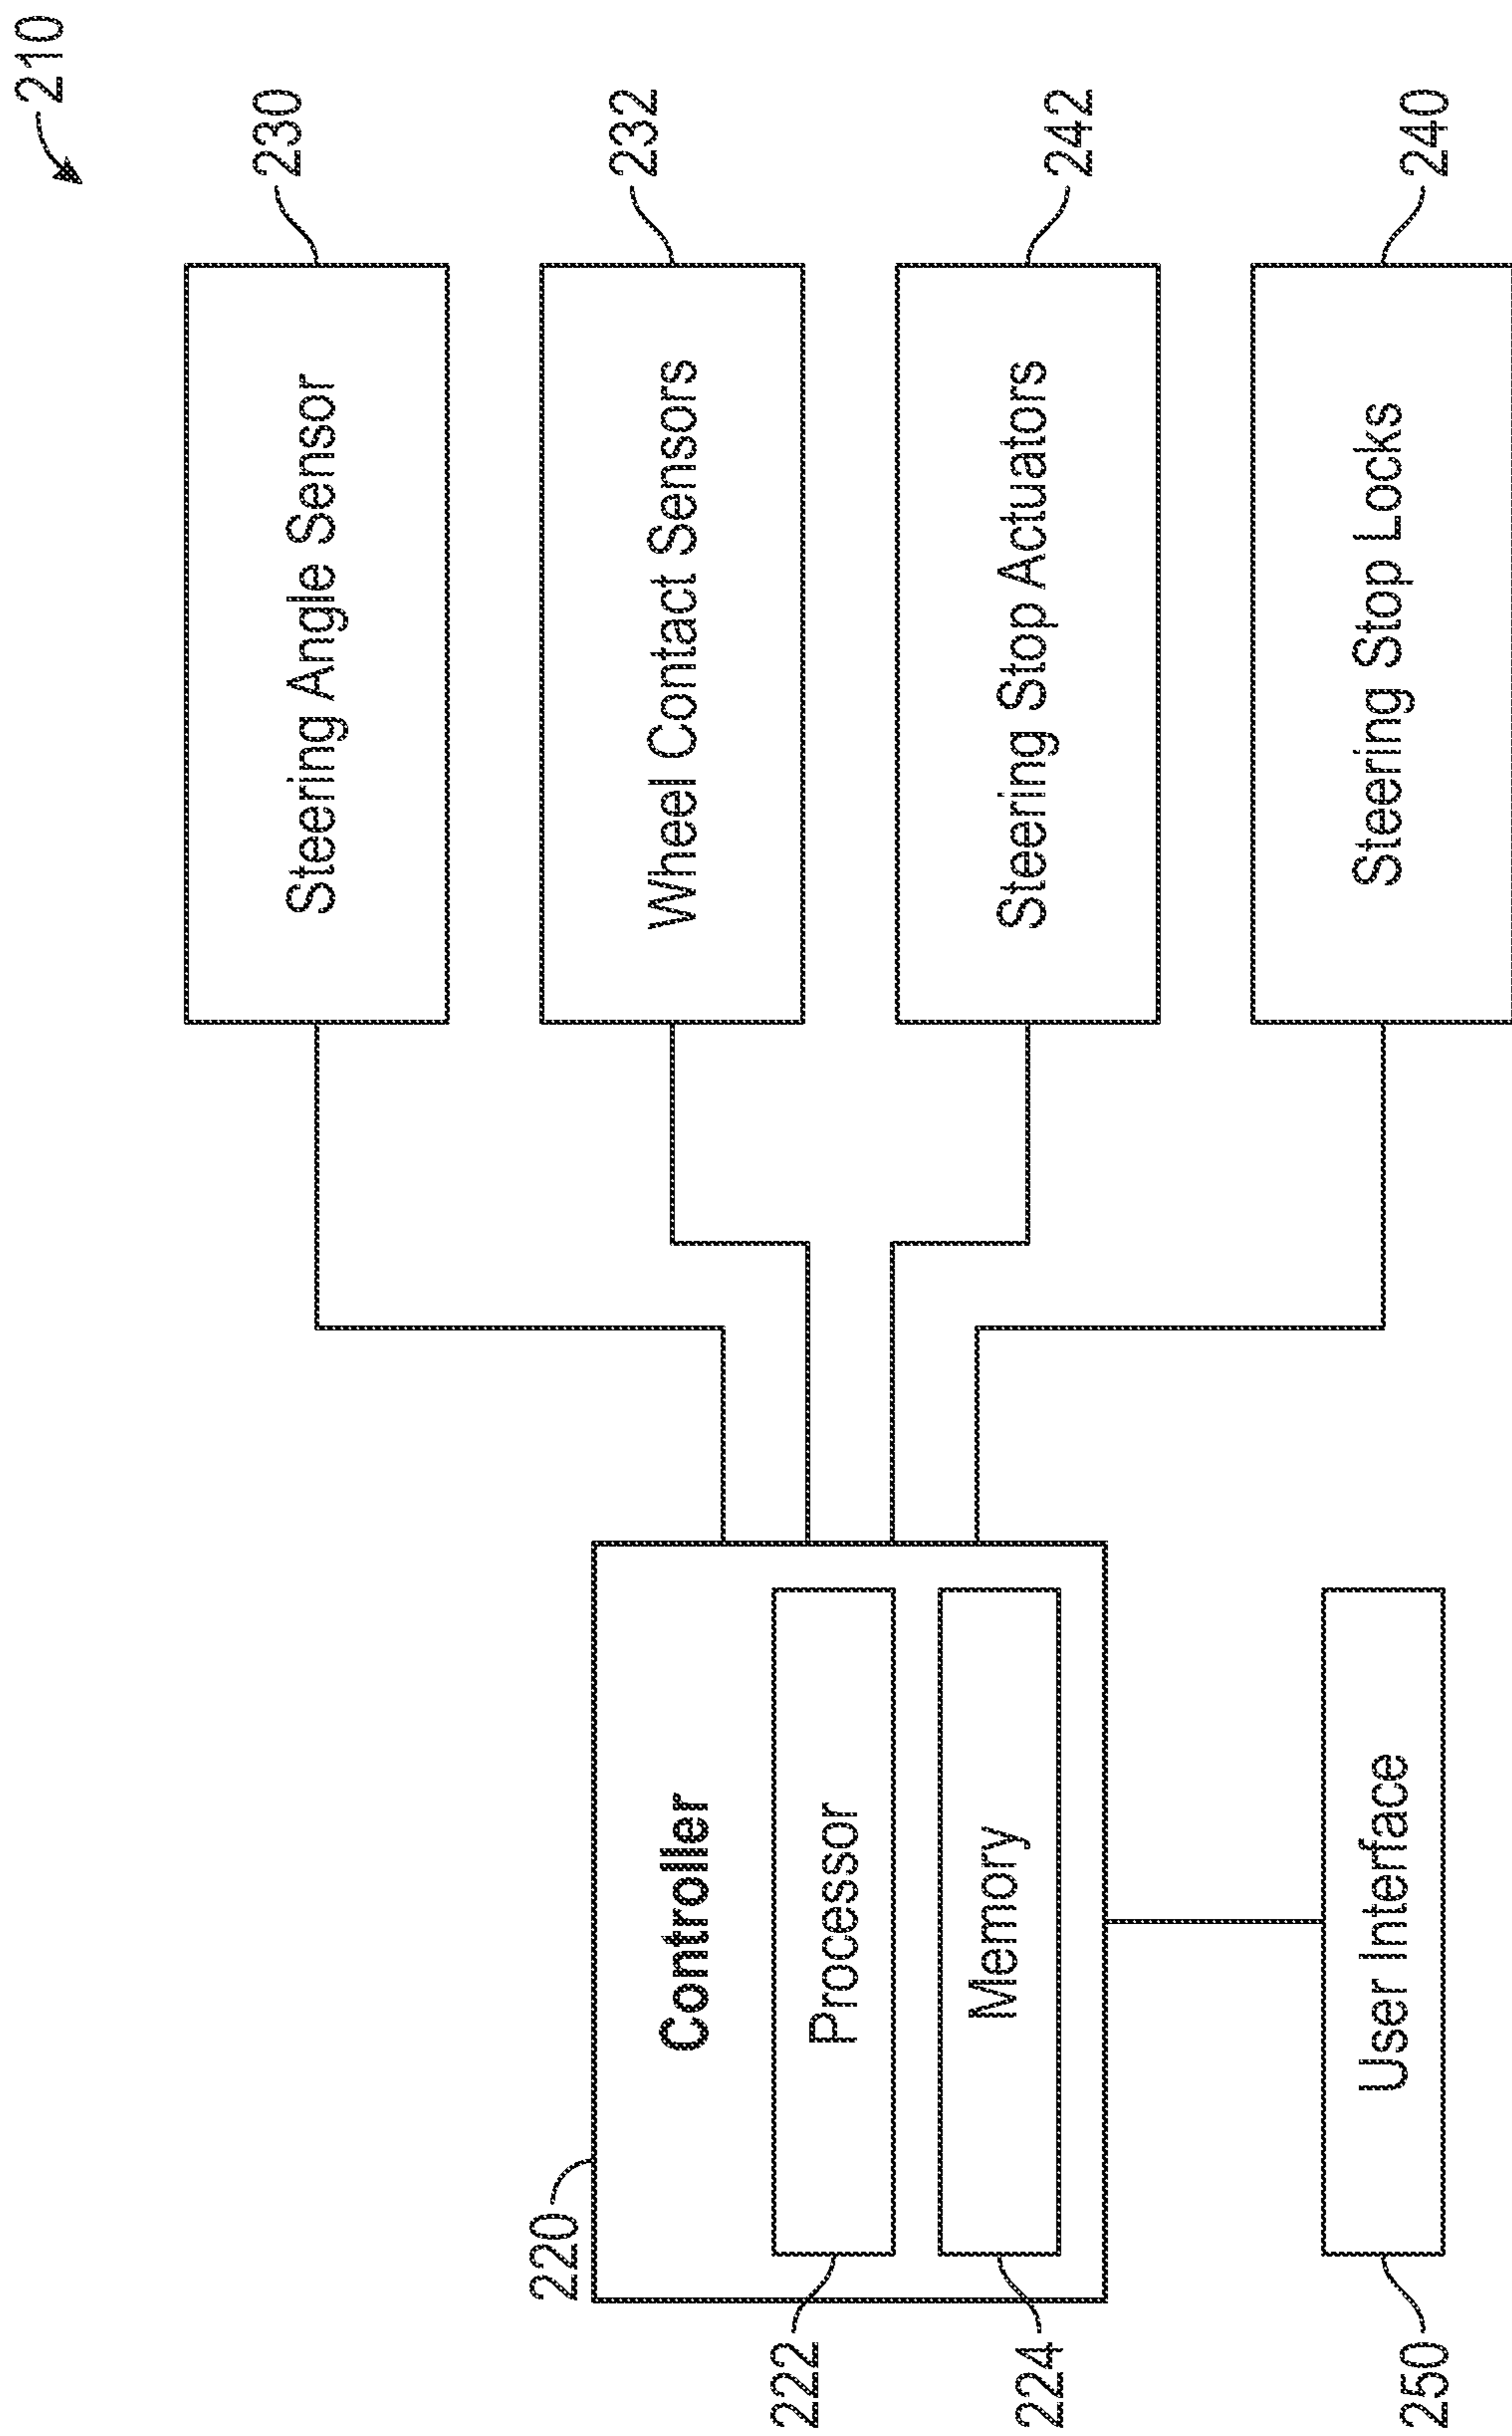 210
220
Controller
222
Processor
224
Memory
250
User Interface
Steering Angle Sensor
230
Wheel Contact Sensors
232
Steering Stop Actuators
242
Steering Stop Locks
240